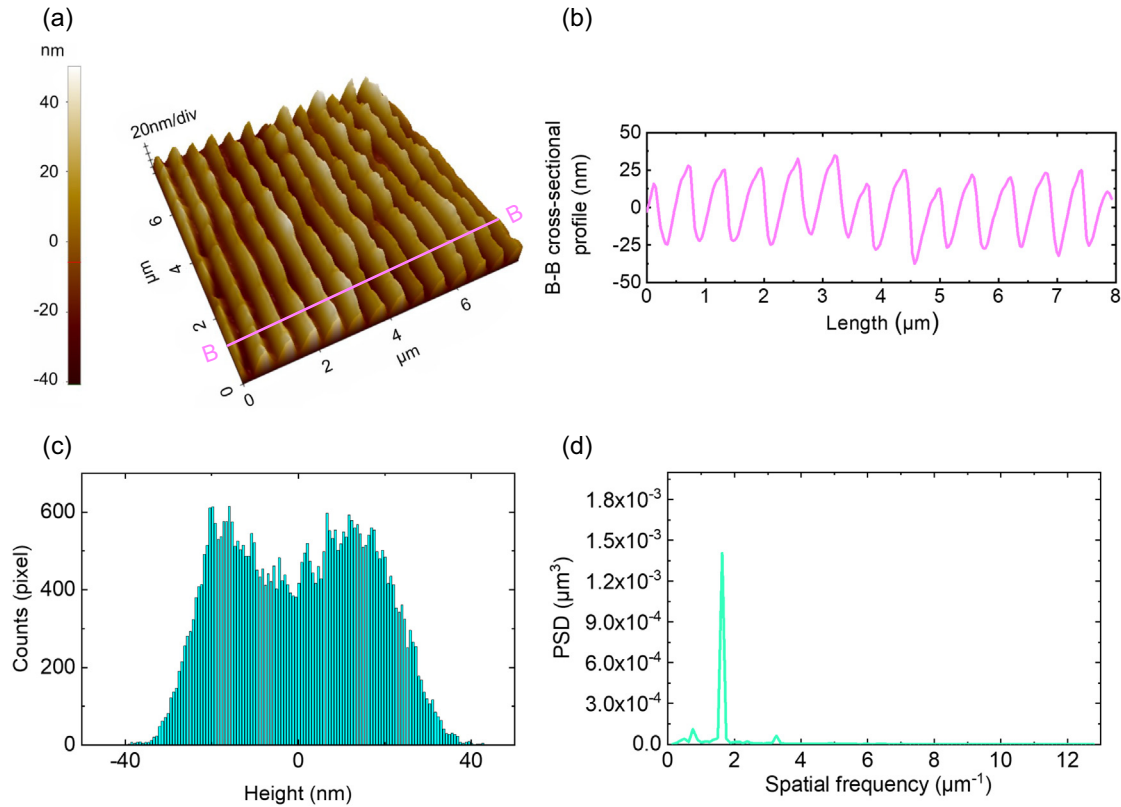 (a)
nm
40
20
0
-20
-40
20nm/div
6
4
2
0
µm
0
2
4
6
µm
B
B
(b)
B-B cross-sectional
profile (nm)
50
25
0
-25
-50
0 1 2 3 4 5 6 7 8
Length (µm)
(c)
Counts (pixel)
600
400
200
0
-40 0 40
Height (nm)
(d)
PSD (µm³)
1.8x10⁻³
1.5x10⁻³
1.2x10⁻³
9.0x10⁻⁴
6.0x10⁻⁴
3.0x10⁻⁴
0.0
0 2 4 6 8 10 12
Spatial frequency (µm⁻¹)